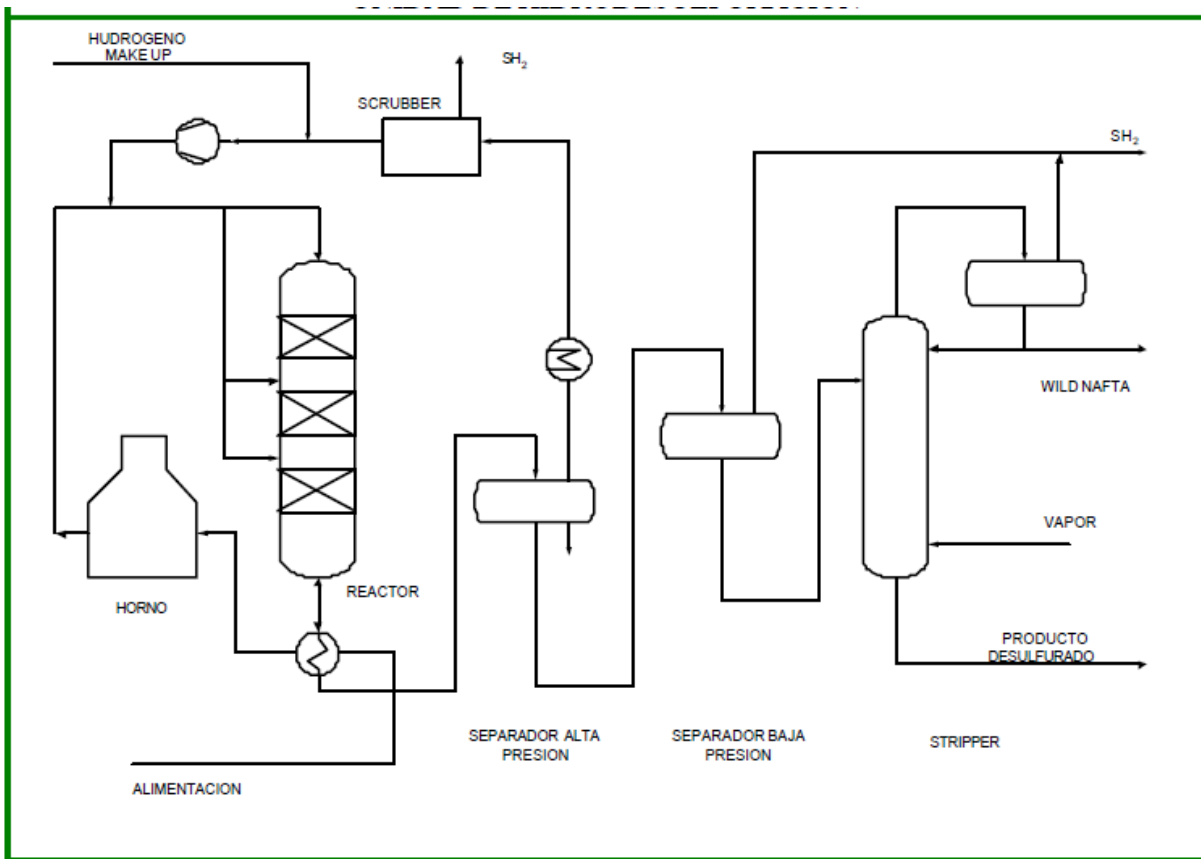 HUDROGENO
MAKE UP
SH2
SCRUBBER
SH2
WILD NAFTA
VAPOR
REACTOR
HORNO
PRODUCTO
DESULFURADO
SEPARADOR ALTA
PRESION
SEPARADOR BAJA
PRESION
STRIPPER
ALIMENTACION